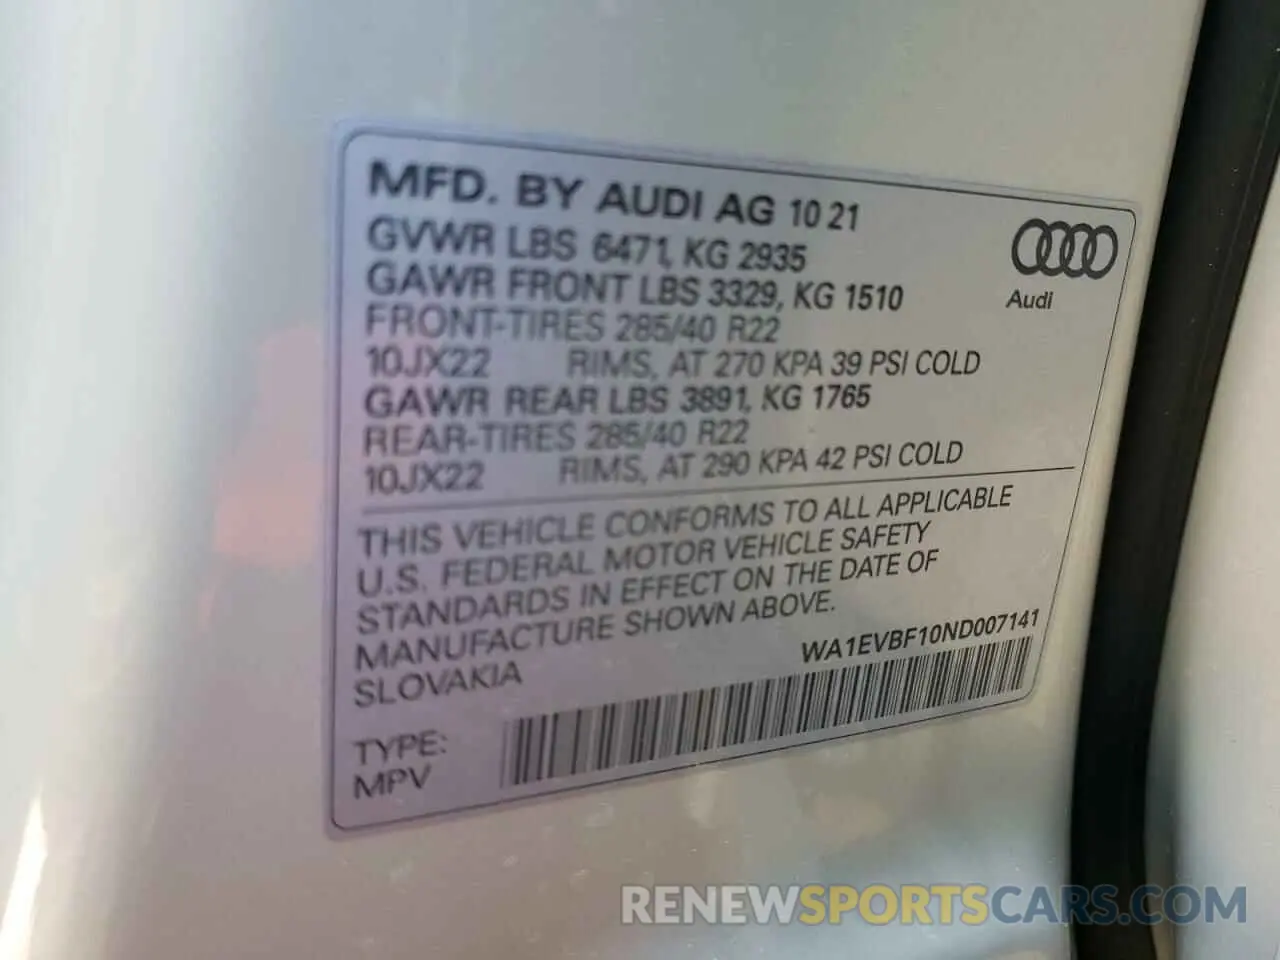 MFD. BY AUDI AG 10 21
GVWR LBS 6471, KG 2935
GAWR FRONT LBS 3329, KG 1510
FRONT-TIRES 285/40 R22
10JX22 RIMS, AT 270 KPA 39 PSI COLD
GAWR REAR LBS 3891, KG 1765
REAR-TIRES 285/40 R22
10JX22 RIMS, AT 290 KPA 42 PSI COLD
Audi
THIS VEHICLE CONFORMS TO ALL APPLICABLE
U.S. FEDERAL MOTOR VEHICLE SAFETY
STANDARDS IN EFFECT ON THE DATE OF
MANUFACTURE SHOWN ABOVE.
SLOVAKIA
WA1EVBF10ND007141
TYPE:
MPV
RENEWSPORTSCARS.COM